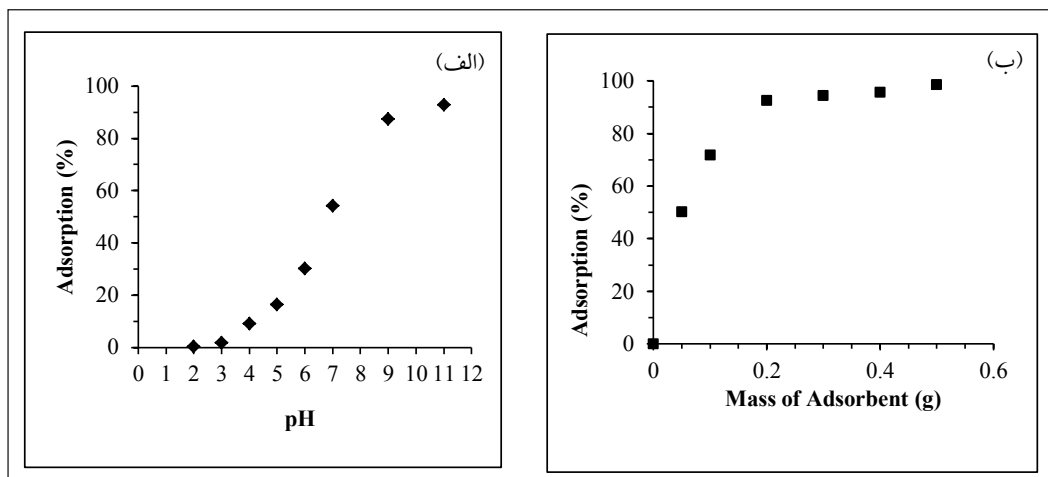 (الف)
100
80
60
40
20
0
Adsorption (%)
0 1 2 3 4 5 6 7 8 9 10 11 12
pH
(ب)
100
80
60
40
20
0
Adsorption (%)
0 0.2 0.4 0.6
Mass of Adsorbent (g)